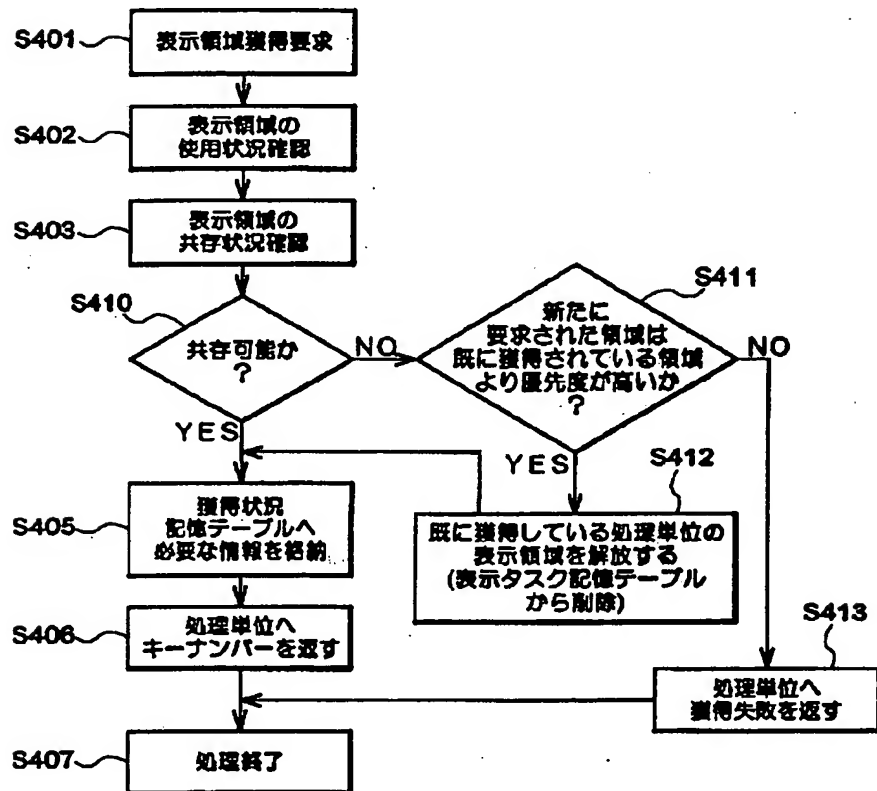 S401
表示領域獲得要求
S402
表示領域の
使用状況確認
S403
表示領域の
共存状況確認
S410
共存可能か
?
NO
YES
S411
新たに
要求された領域は
既に獲得されている領域
より優先度が高いか
?
NO
YES
S412
既に獲得している処理単位の
表示領域を解放する
(表示タスク記憶テーブル
から削除)
S405
獲得状況
記憶テーブルへ
必要な情報を格納
S406
処理単位へ
キーナンバーを返す
S413
処理単位へ
獲得失敗を返す
S407
処理終了